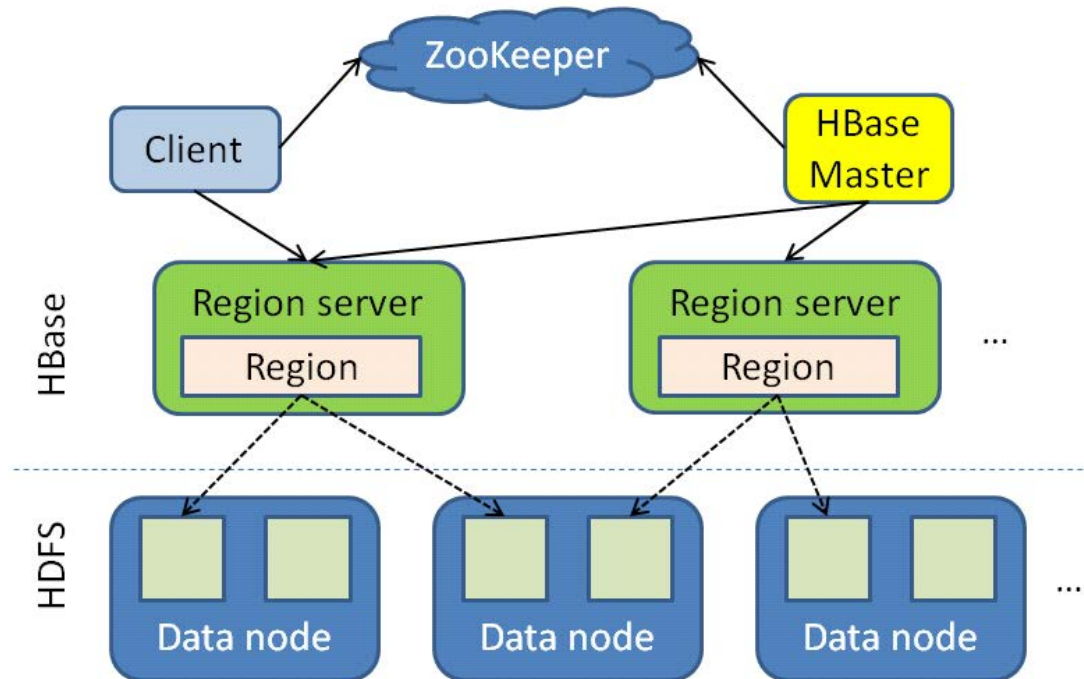 ZooKeeper
Client
HBase
Master
HBase
Region server
Region
Region server
Region
...
HDFS
Data node
Data node
Data node
...